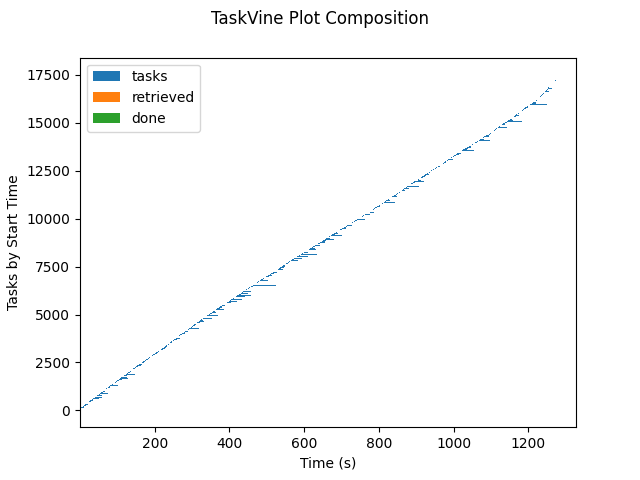 TaskVine Plot Composition
tasks
retrieved
done
17500
15000
12500
10000
7500
5000
2500
0
Tasks by Start Time
200
400
600
800
1000
1200
Time (s)